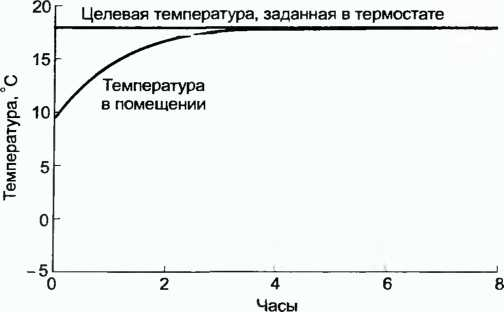 20
Целевая температура, заданная в термостате
15
Температура
в помещении
10
5
0
–5
Температура, °C
0
2
4
6
8
Часы